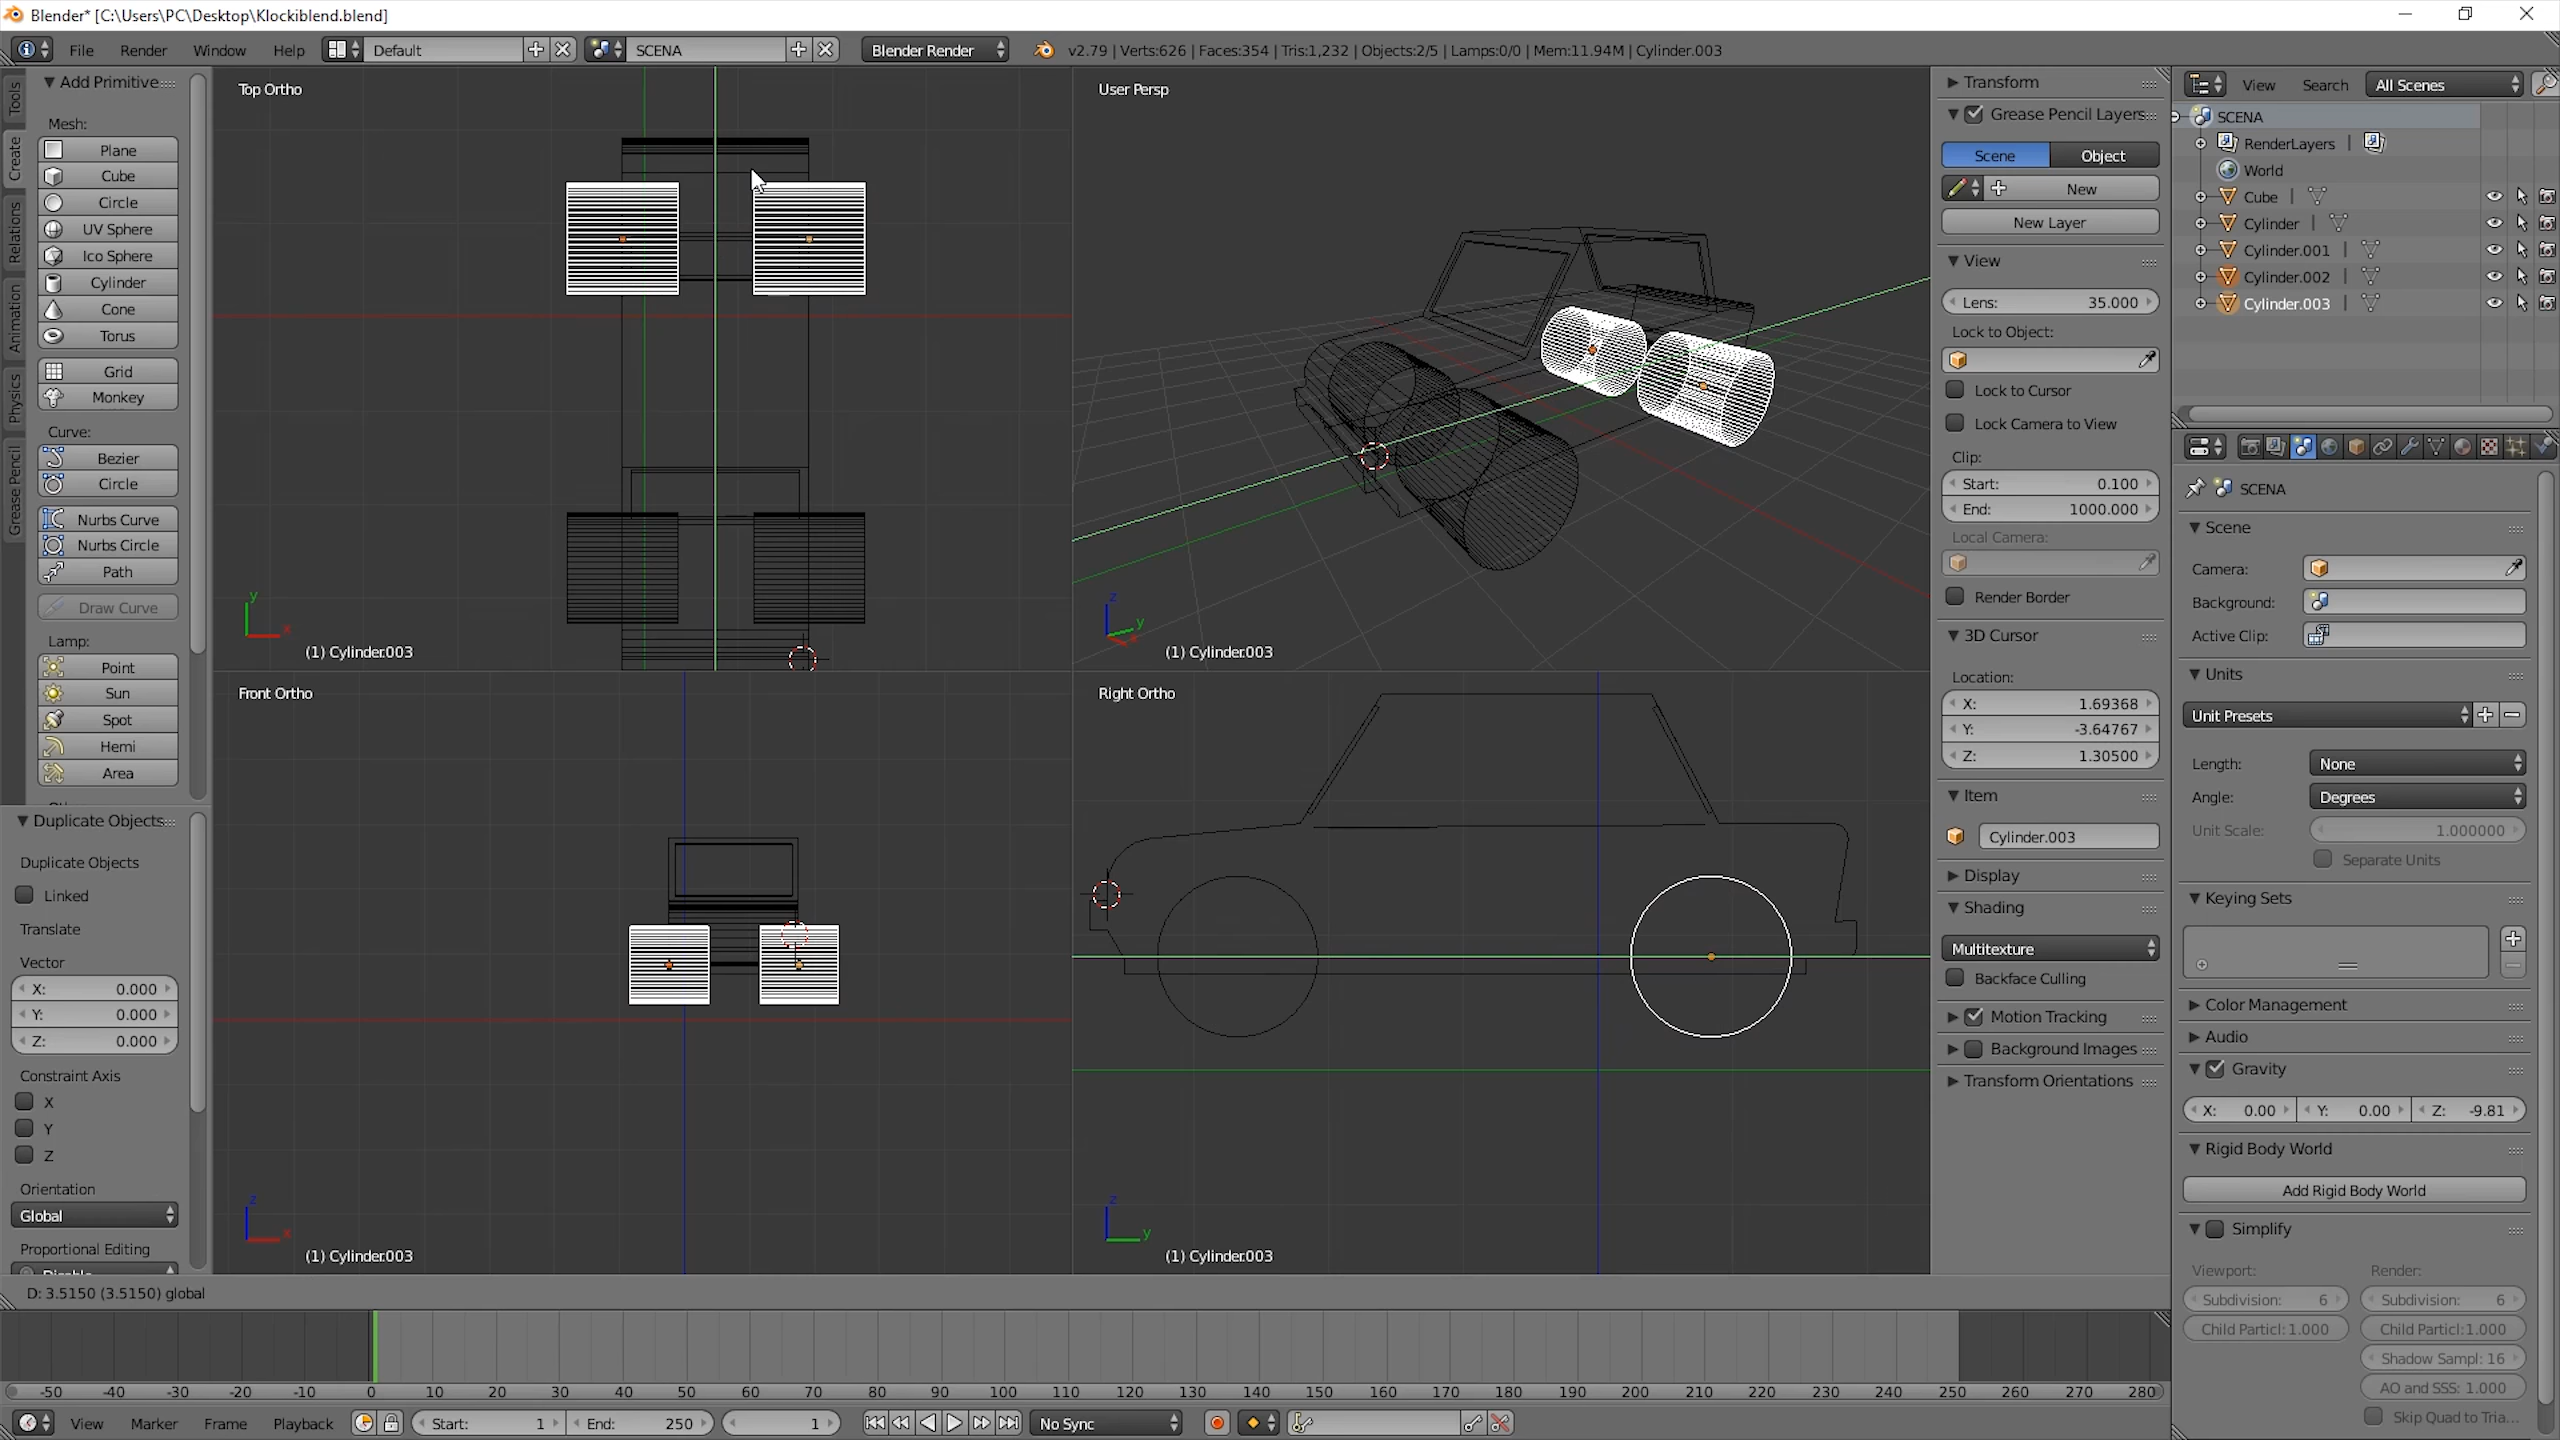 Blender* [C:\Users\PC\Desktop\Klockiblend.blend]
File Render Window Help Default SCENA Blender Render v2.79 | Verts:626 | Faces:354 | Tris:1,232 | Objects:2/5 | Lamps:0/0 | Mem:11.94M | Cylinder.003
Tools
Create
Relations
Animation
Physics
Grease Pencil
Add Primitive
Mesh:
Plane
Cube
Circle
UV Sphere
Ico Sphere
Cylinder
Cone
Torus
Grid
Monkey
Curve:
Bezier
Circle
Nurbs Curve
Nurbs Circle
Path
Draw Curve
Lamp:
Point
Sun
Spot
Hemi
Area
Duplicate Objects
Duplicate Objects
Linked
Translate
Vector
X: 0.000
Y: 0.000
Z: 0.000
Constraint Axis
X
Y
Z
Orientation
Global
Proportional Editing
Top Ortho
y
x
(1) Cylinder.003
User Persp
z
y
x
(1) Cylinder.003
Front Ortho
z
x
(1) Cylinder.003
Right Ortho
z
y
(1) Cylinder.003
Transform
Grease Pencil Layers
Scene Object
New
New Layer
View
Lens: 35.000
Lock to Object:
Lock to Cursor
Lock Camera to View
Clip:
Start: 0.100
End: 1000.000
Local Camera:
Render Border
3D Cursor
Location:
X: 1.69368
Y: -3.64767
Z: 1.30500
Item
Cylinder.003
Display
Shading
Multitexture
Backface Culling
Motion Tracking
Background Images
Transform Orientations
View Search All Scenes
SCENA
RenderLayers |
World
Cube |
Cylinder |
Cylinder.001 |
Cylinder.002 |
Cylinder.003 |
SCENA
Scene
Camera:
Background:
Active Clip:
Units
Unit Presets
Length: None
Angle: Degrees
Unit Scale: 1.000000
Separate Units
Keying Sets
Color Management
Audio
Gravity
X: 0.00 Y: 0.00 Z: -9.81
Rigid Body World
Add Rigid Body World
Simplify
Viewport: Render:
Subdivision: 6 Subdivision: 6
Child Particl: 1.000 Child Particl: 1.000
Shadow Sampl: 16
AO and SSS: 1.000
Skip Quad to Tria...
D: 3.5150 (3.5150) global
-50 -40 -30 -20 -10 0 10 20 30 40 50 60 70 80 90 100 110 120 130 140 150 160 170 180 190 200 210 220 230 240 250 260 270 280
View Marker Frame Playback Start: 1 End: 250 1 No Sync